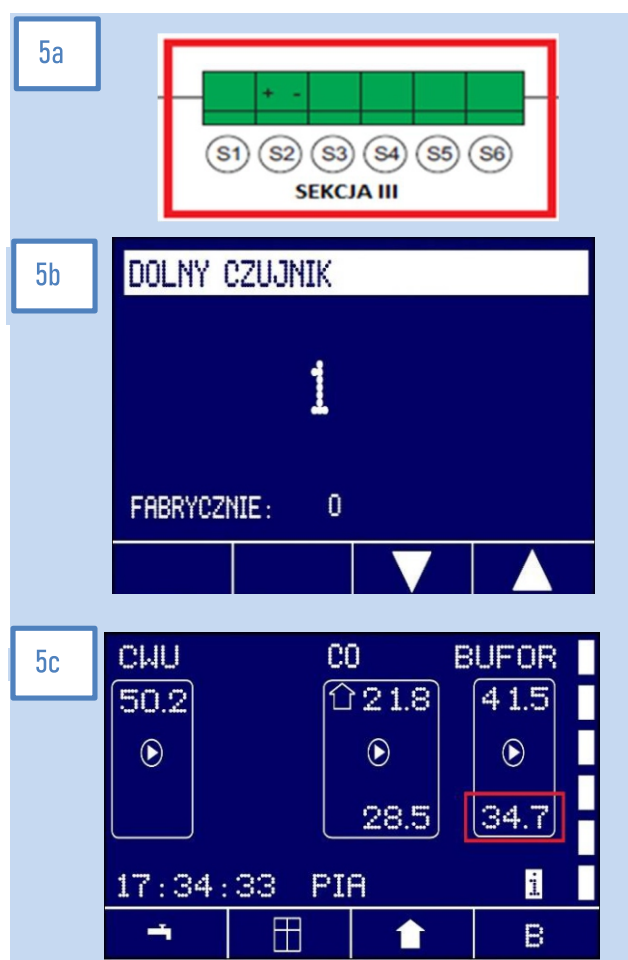 5a
+ -
S1 S2 S3 S4 S5 S6
SEKCJA III
5b
DOLNY CZUJNIK
1
FABRYCZNIE: 0
5c
CWU CO BUFOR
50.2 21.8 41.5
28.5 34.7
17:34:33 PIA i
B